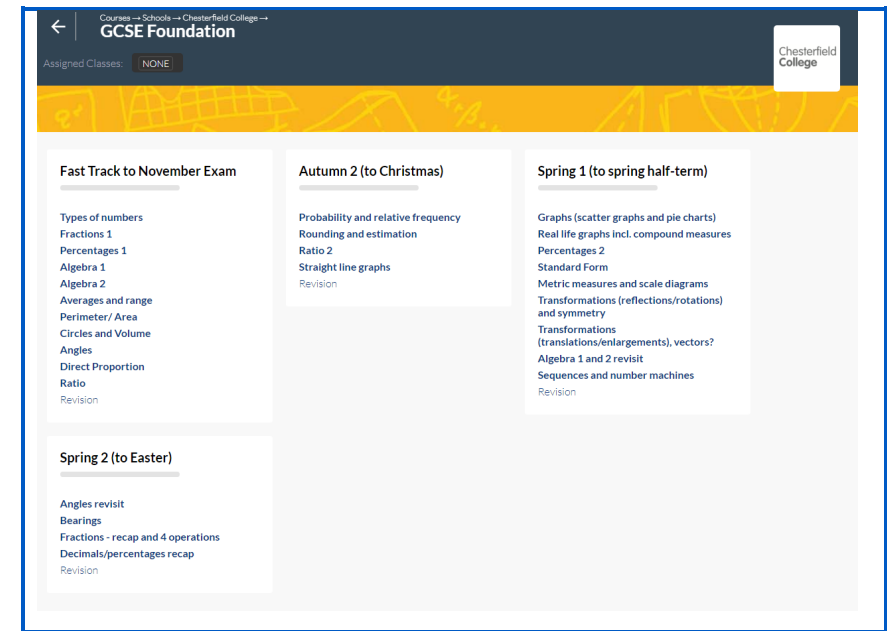 Courses → Schools → Chesterfield College →
GCSE Foundation
Assigned Classes: NONE
Chesterfield
College
Fast Track to November Exam
Types of numbers
Fractions 1
Percentages 1
Algebra 1
Algebra 2
Averages and range
Perimeter/ Area
Circles and Volume
Angles
Direct Proportion
Ratio
Revision
Autumn 2 (to Christmas)
Probability and relative frequency
Rounding and estimation
Ratio 2
Straight line graphs
Revision
Spring 1 (to spring half-term)
Graphs (scatter graphs and pie charts)
Real life graphs incl. compound measures
Percentages 2
Standard Form
Metric measures and scale diagrams
Transformations (reflections/rotations)
and symmetry
Transformations
(translations/enlargements), vectors?
Algebra 1 and 2 revisit
Sequences and number machines
Revision
Spring 2 (to Easter)
Angles revisit
Bearings
Fractions - recap and 4 operations
Decimals/percentages recap
Revision